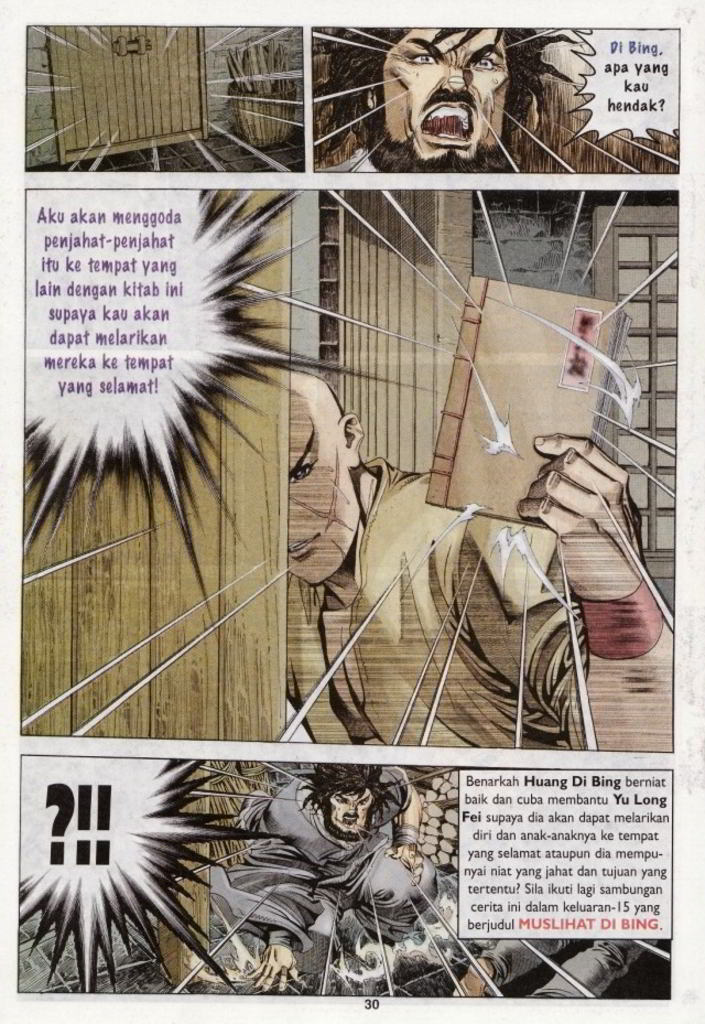 Di Bing,
apa yang
kau
hendak?
Aku akan menggoda
penjahat-penjahat
itu ke tempat yang
lain dengan kitab ini
supaya kau akan
dapat melarikan
mereka ke tempat
yang selamat!
?!!
Benarkah Huang Di Bing berniat
baik dan cuba membantu Yu Long
Fei supaya dia akan dapat melarikan
diri dan anak-anaknya ke tempat
yang selamat ataupun dia mempu-
nyai niat yang jahat dan tujuan yang
tertentu? Sila ikuti lagi sambungan
cerita ini dalam keluaran-15 yang
berjudul MUSLIHAT DI BING.
30